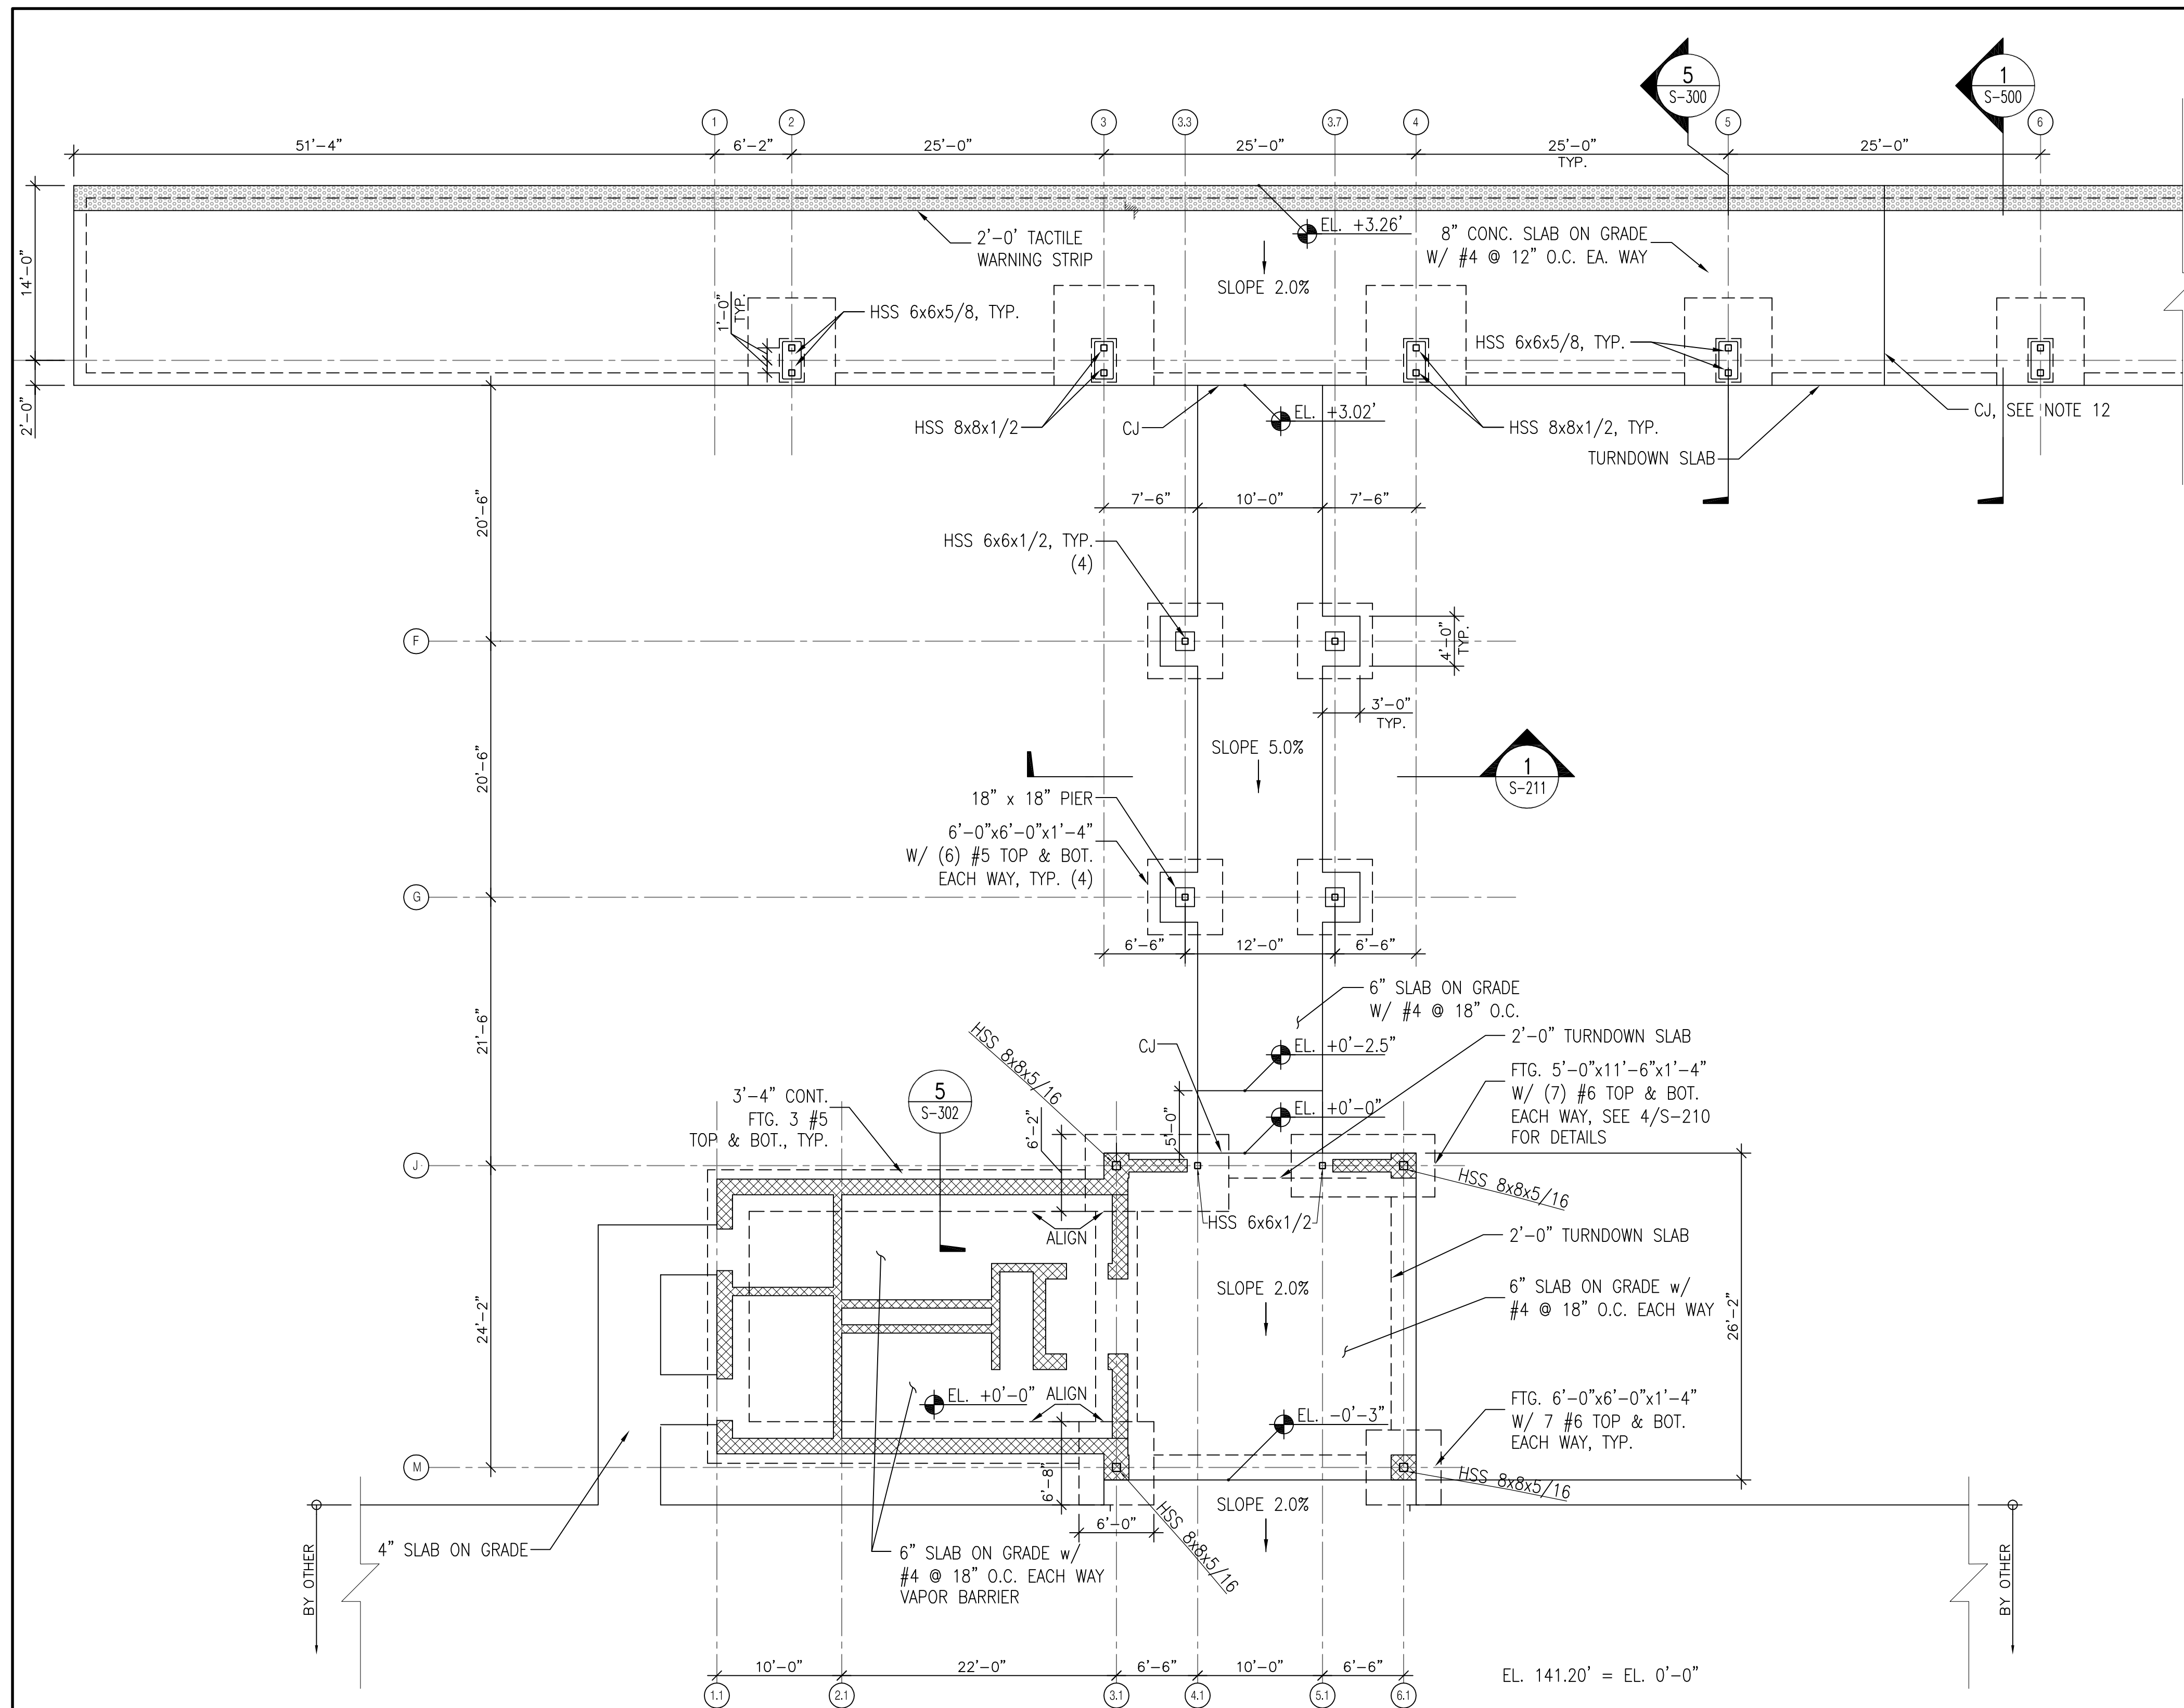 5
S-300
1
S-500
1
2
3
3.3
3.7
4
5
6
51'-4"
6'-2"
25'-0"
25'-0"
25'-0"
TYP.
25'-0"
14'-0"
2'-0"
2'-0' TACTILE
WARNING STRIP
EL. +3.26'
SLOPE 2.0%
8" CONC. SLAB ON GRADE
W/ #4 @ 12" O.C. EA. WAY
1'-0"
TYP.
HSS 6x6x5/8, TYP.
HSS 6x6x5/8, TYP.
HSS 8x8x1/2
CJ
EL. +3.02'
HSS 8x8x1/2, TYP.
TURNDOWN SLAB
CJ, SEE NOTE 12
20'-6"
7'-6"
10'-0"
7'-6"
HSS 6x6x1/2, TYP.
(4)
F
4'-0"
TYP.
3'-0"
TYP.
20'-6"
SLOPE 5.0%
1
S-211
18" x 18" PIER
6'-0"x6'-0"x1'-4"
W/ (6) #5 TOP & BOT.
EACH WAY, TYP. (4)
G
6'-6"
12'-0"
6'-6"
21'-6"
6" SLAB ON GRADE
W/ #4 @ 18" O.C.
HSS 8x8x5/16
CJ
EL. +0'-2.5"
2'-0" TURNDOWN SLAB
5
S-302
3'-4" CONT.
FTG. 3 #5
TOP & BOT., TYP.
6'-2"
5'-0"
EL. +0'-0"
FTG. 5'-0"x11'-6"x1'-4"
W/ (7) #6 TOP & BOT.
EACH WAY, SEE 4/S-210
FOR DETAILS
J
HSS 8x8x5/16
ALIGN
HSS 6x6x1/2
2'-0" TURNDOWN SLAB
SLOPE 2.0%
6" SLAB ON GRADE w/
#4 @ 18" O.C. EACH WAY
24'-2"
26'-2"
EL. +0'-0"
ALIGN
EL. -0'-3"
FTG. 6'-0"x6'-0"x1'-4"
W/ 7 #6 TOP & BOT.
EACH WAY, TYP.
M
6'-8"
HSS 8x8x5/16
SLOPE 2.0%
HSS 8x8x5/16
6'-0"
BY OTHER
4" SLAB ON GRADE
6" SLAB ON GRADE w/
#4 @ 18" O.C. EACH WAY
VAPOR BARRIER
BY OTHER
10'-0"
22'-0"
6'-6"
10'-0"
6'-6"
EL. 141.20' = EL. 0'-0"
1.1
2.1
3.1
4.1
5.1
6.1